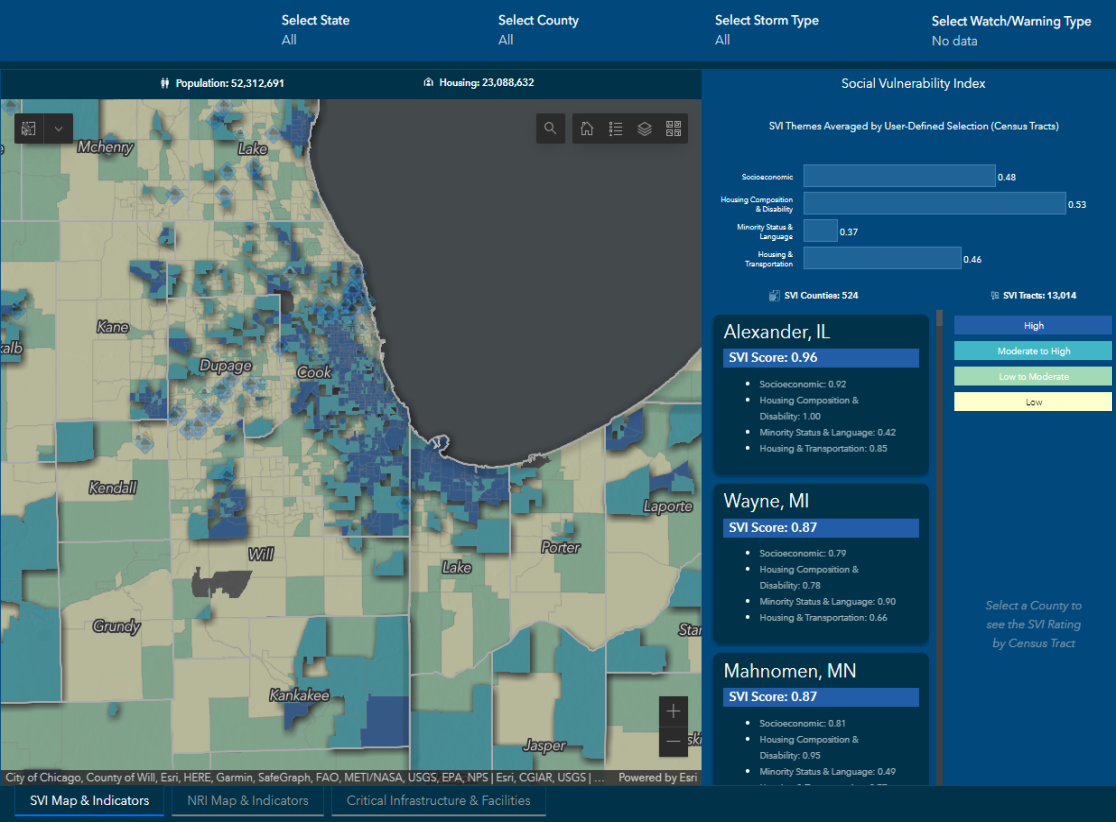 Select State
All
Select County
All
Select Storm Type
All
Select Watch/Warning Type
No data
Population: 52,312,691
Housing: 23,088,632
Social Vulnerability Index
SVI Themes Averaged by User-Defined Selection (Census Tracts)
Socioeconomic
0.48
Housing Composition
& Disability
0.53
Minority Status &
Language
0.37
Housing &
Transportation
0.46
SVI Counties: 524
SVI Tracts: 13,014
Mchenry
Lake
Kane
alb
Dupage
Cook
Kendall
Laporte
Will
Porter
Lake
Grundy
Star
Kankakee
Jasper
ski
City of Chicago, County of Will, Esri, HERE, Garmin, SafeGraph, FAO, METI/NASA, USGS, EPA, NPS | Esri, CGIAR, USGS | ...
Powered by Esri
Alexander, IL
SVI Score: 0.96
• Socioeconomic: 0.92
• Housing Composition &
Disability: 1.00
• Minority Status & Language: 0.42
• Housing & Transportation: 0.85
Wayne, MI
SVI Score: 0.87
• Socioeconomic: 0.79
• Housing Composition &
Disability: 0.78
• Minority Status & Language: 0.90
• Housing & Transportation: 0.66
Mahnomen, MN
SVI Score: 0.87
• Socioeconomic: 0.81
• Housing Composition &
Disability: 0.95
• Minority Status & Language: 0.49
High
Moderate to High
Low to Moderate
Low
Select a County to
see the SVI Rating
by Census Tract
SVI Map & Indicators
NRI Map & Indicators
Critical Infrastructure & Facilities